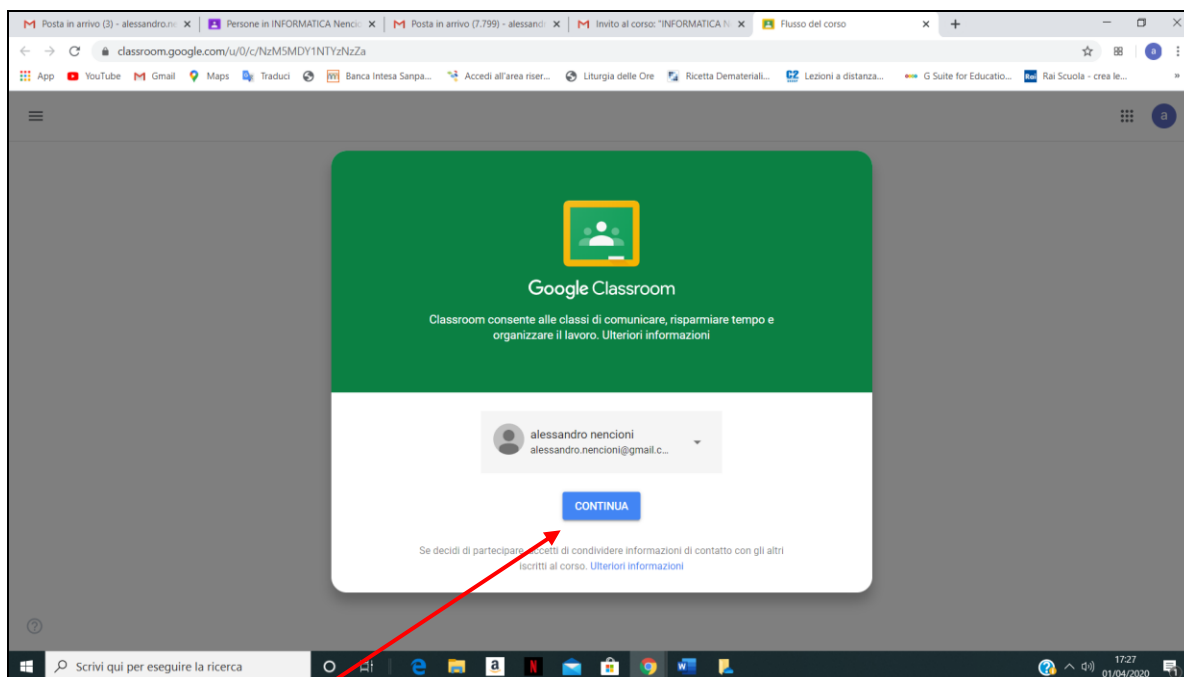 Posta in arrivo (3) - alessandro.ne
Persone in INFORMATICA Nencio
Posta in arrivo (7.799) - alessandr
Invito al corso: "INFORMATICA N
Flusso del corso
classroom.google.com/u/0/c/NzM5MDY1NTYzNzZa
App
YouTube
Gmail
Maps
Traduci
Banca Intesa Sanpa...
Accedi all'area riser...
Liturgia delle Ore
Ricetta Demateriali...
Lezioni a distanza...
G Suite for Educatio...
Rai Scuola - crea le...
a
Google Classroom
Classroom consente alle classi di comunicare, risparmiare tempo e
organizzare il lavoro. Ulteriori informazioni
alessandro nencioni
alessandro.nencioni@gmail.c...
CONTINUA
Se decidi di partecipare, accetti di condividere informazioni di contatto con gli altri
iscritti al corso. Ulteriori informazioni
Scrivi qui per eseguire la ricerca
17:27
01/04/2020